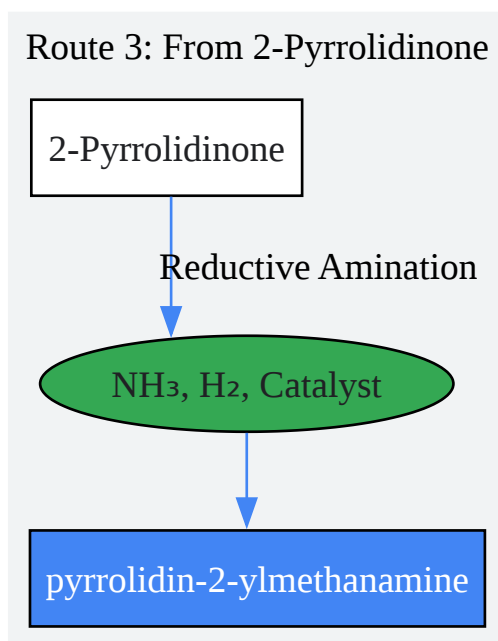 Route 3: From 2-Pyrrolidinone
2-Pyrrolidinone
Reductive Amination
NH₃, H₂, Catalyst
pyrrolidin-2-ylmethanamine